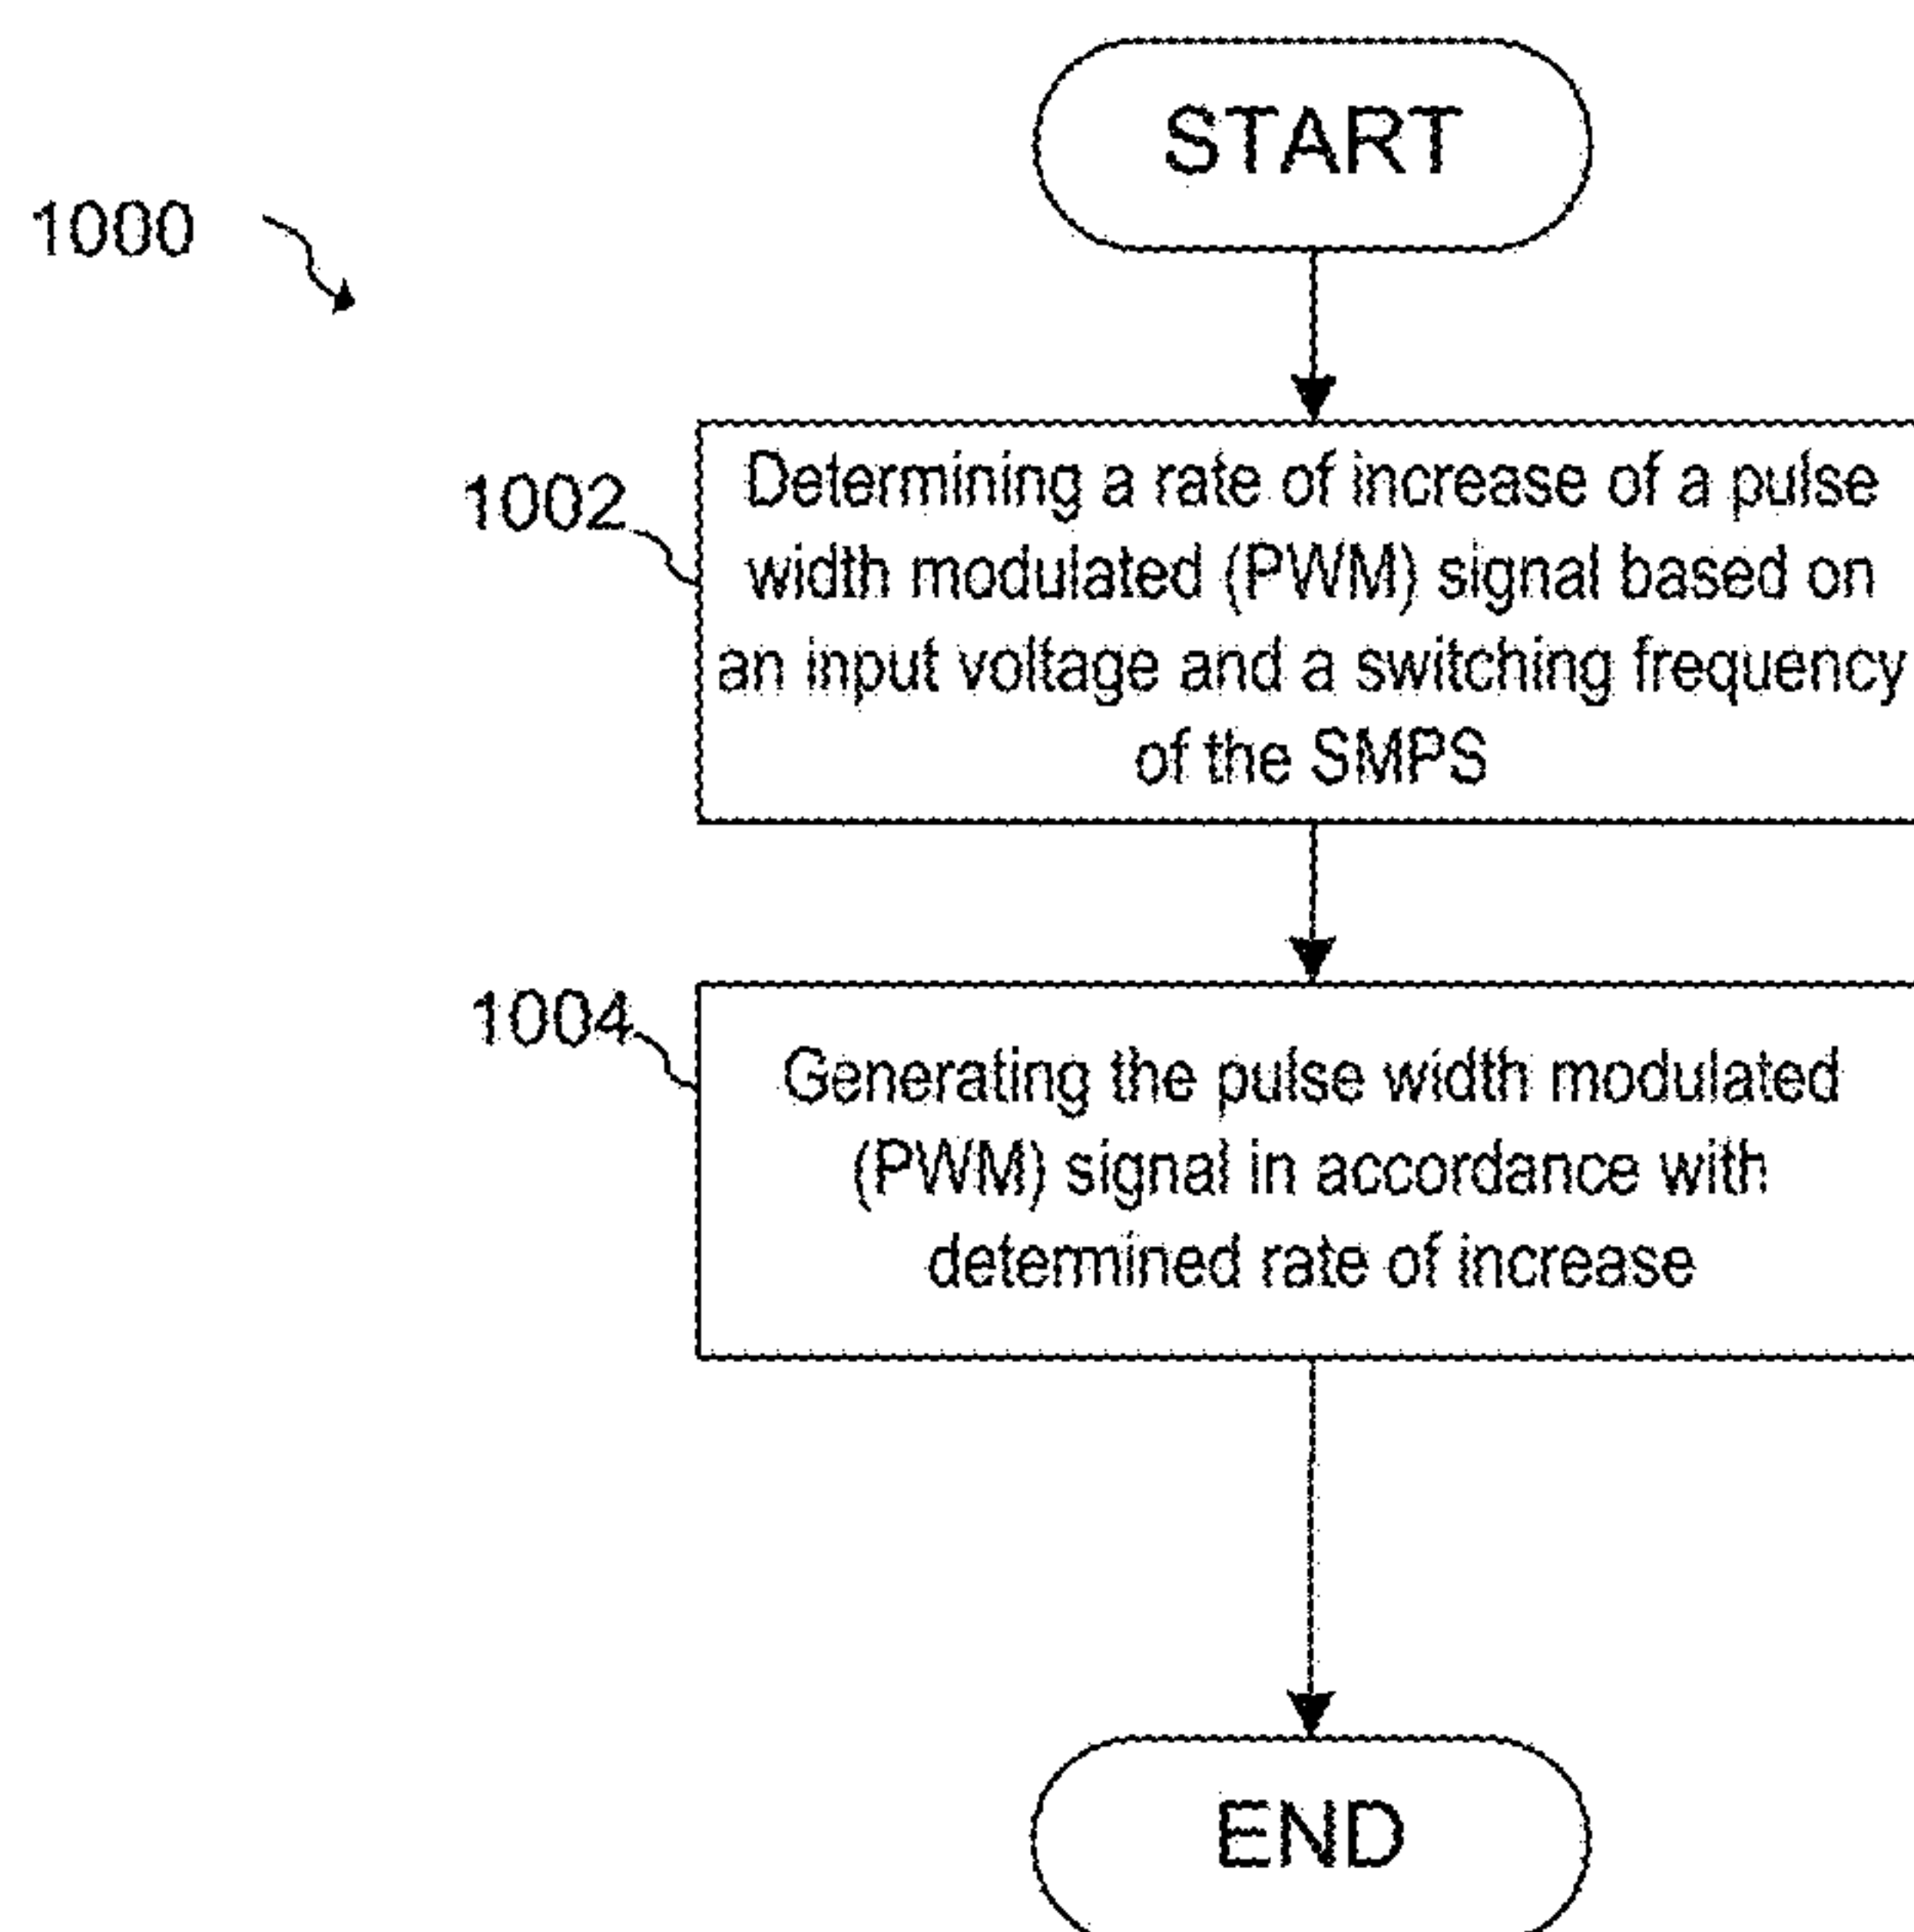 START
1000
1002
Determining a rate of increase of a pulse
width modulated (PWM) signal based on
an input voltage and a switching frequency
of the SMPS
1004
Generating the pulse width modulated
(PWM) signal in accordance with
determined rate of increase
END